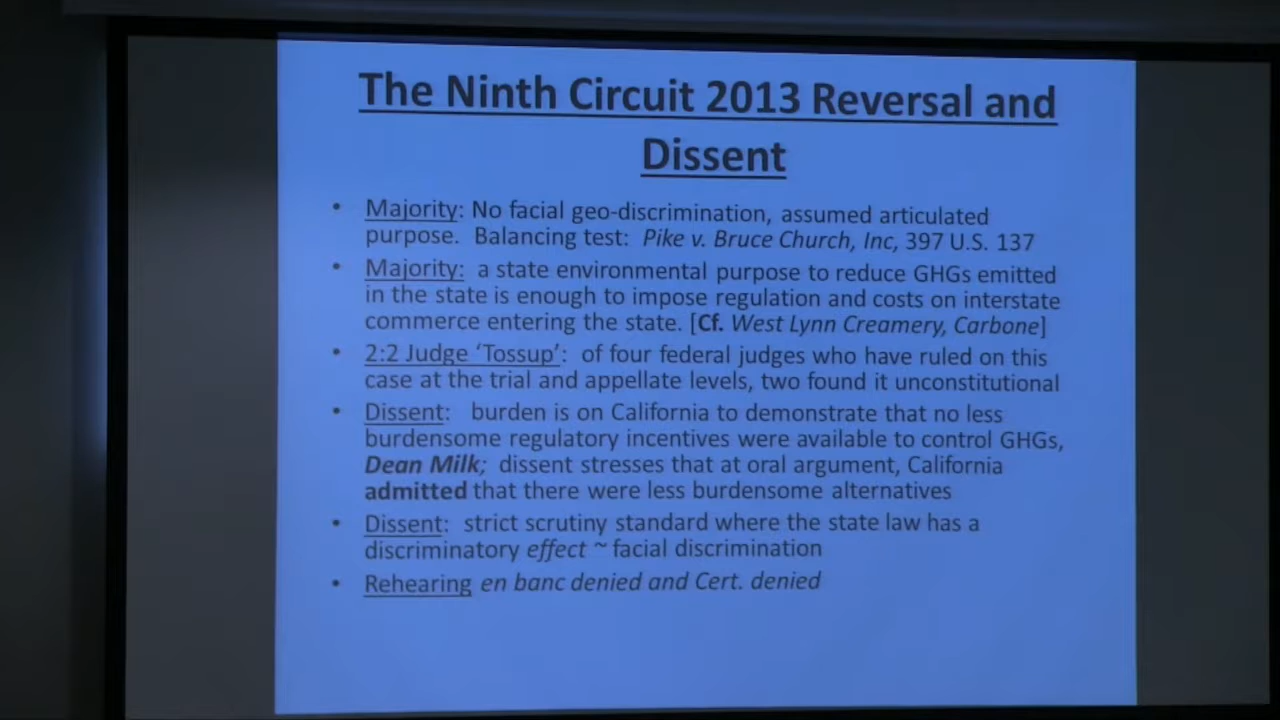 The Ninth Circuit 2013 Reversal and
Dissent
• Majority: No facial geo-discrimination, assumed articulated
purpose. Balancing test: Pike v. Bruce Church, Inc, 397 U.S. 137
• Majority: a state environmental purpose to reduce GHGs emitted
in the state is enough to impose regulation and costs on interstate
commerce entering the state. [Cf. West Lynn Creamery, Carbone]
• 2:2 Judge ‘Tossup’: of four federal judges who have ruled on this
case at the trial and appellate levels, two found it unconstitutional
• Dissent: burden is on California to demonstrate that no less
burdensome regulatory incentives were available to control GHGs,
Dean Milk; dissent stresses that at oral argument, California
admitted that there were less burdensome alternatives
• Dissent: strict scrutiny standard where the state law has a
discriminatory effect ~ facial discrimination
• Rehearing en banc denied and Cert. denied